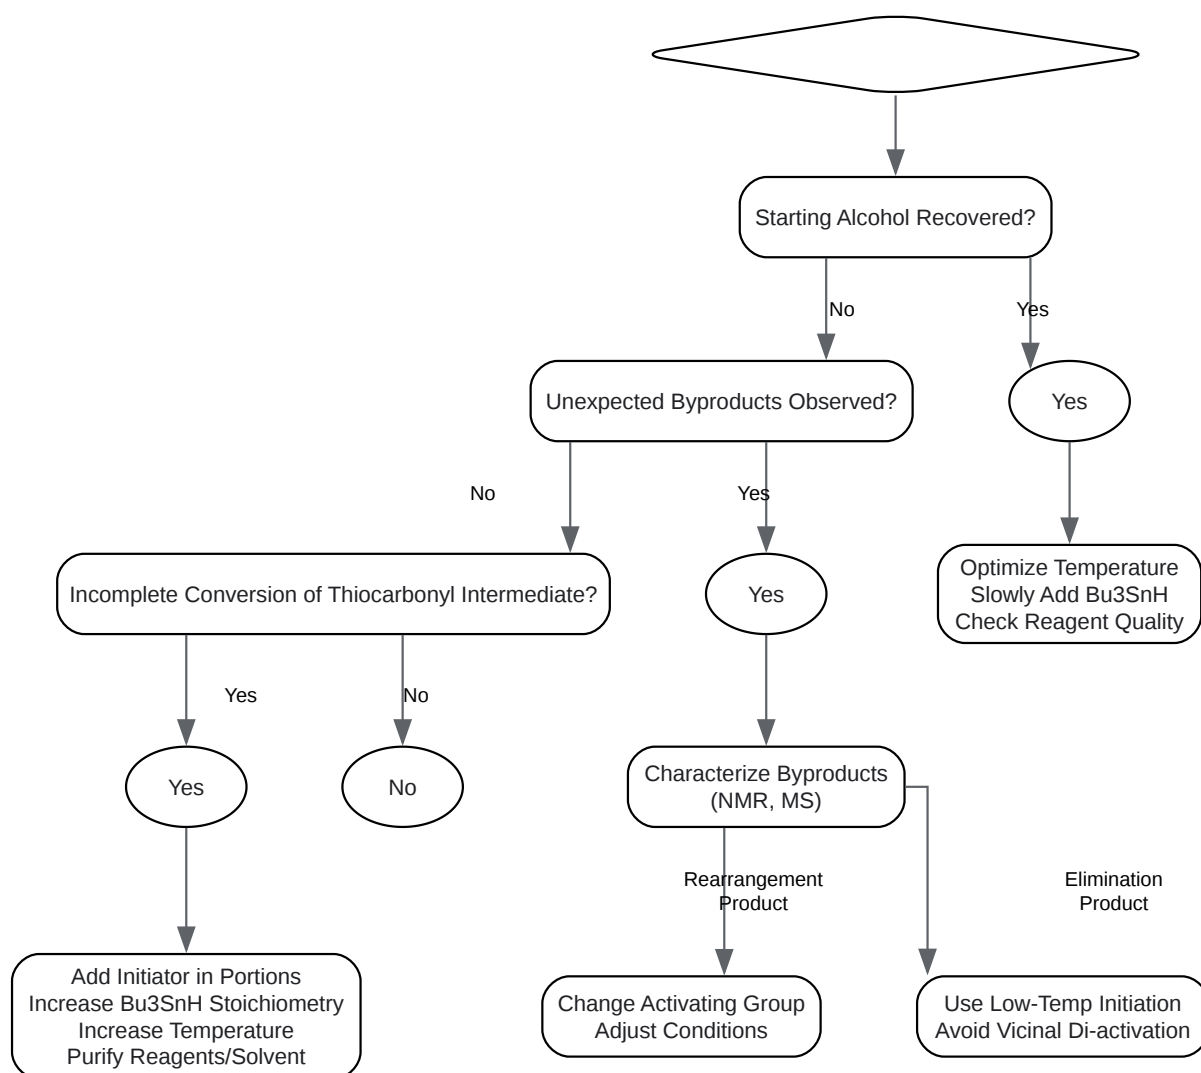 Starting Alcohol Recovered?
No
Yes
Unexpected Byproducts Observed?
Yes
No
Yes
Optimize Temperature
Slowly Add Bu3SnH
Check Reagent Quality
Incomplete Conversion of Thiocarbonyl Intermediate?
Yes
Yes
No
Yes
No
Characterize Byproducts
(NMR, MS)
Rearrangement
Product
Elimination
Product
Add Initiator in Portions
Increase Bu3SnH Stoichiometry
Increase Temperature
Purify Reagents/Solvent
Change Activating Group
Adjust Conditions
Use Low-Temp Initiation
Avoid Vicinal Di-activation